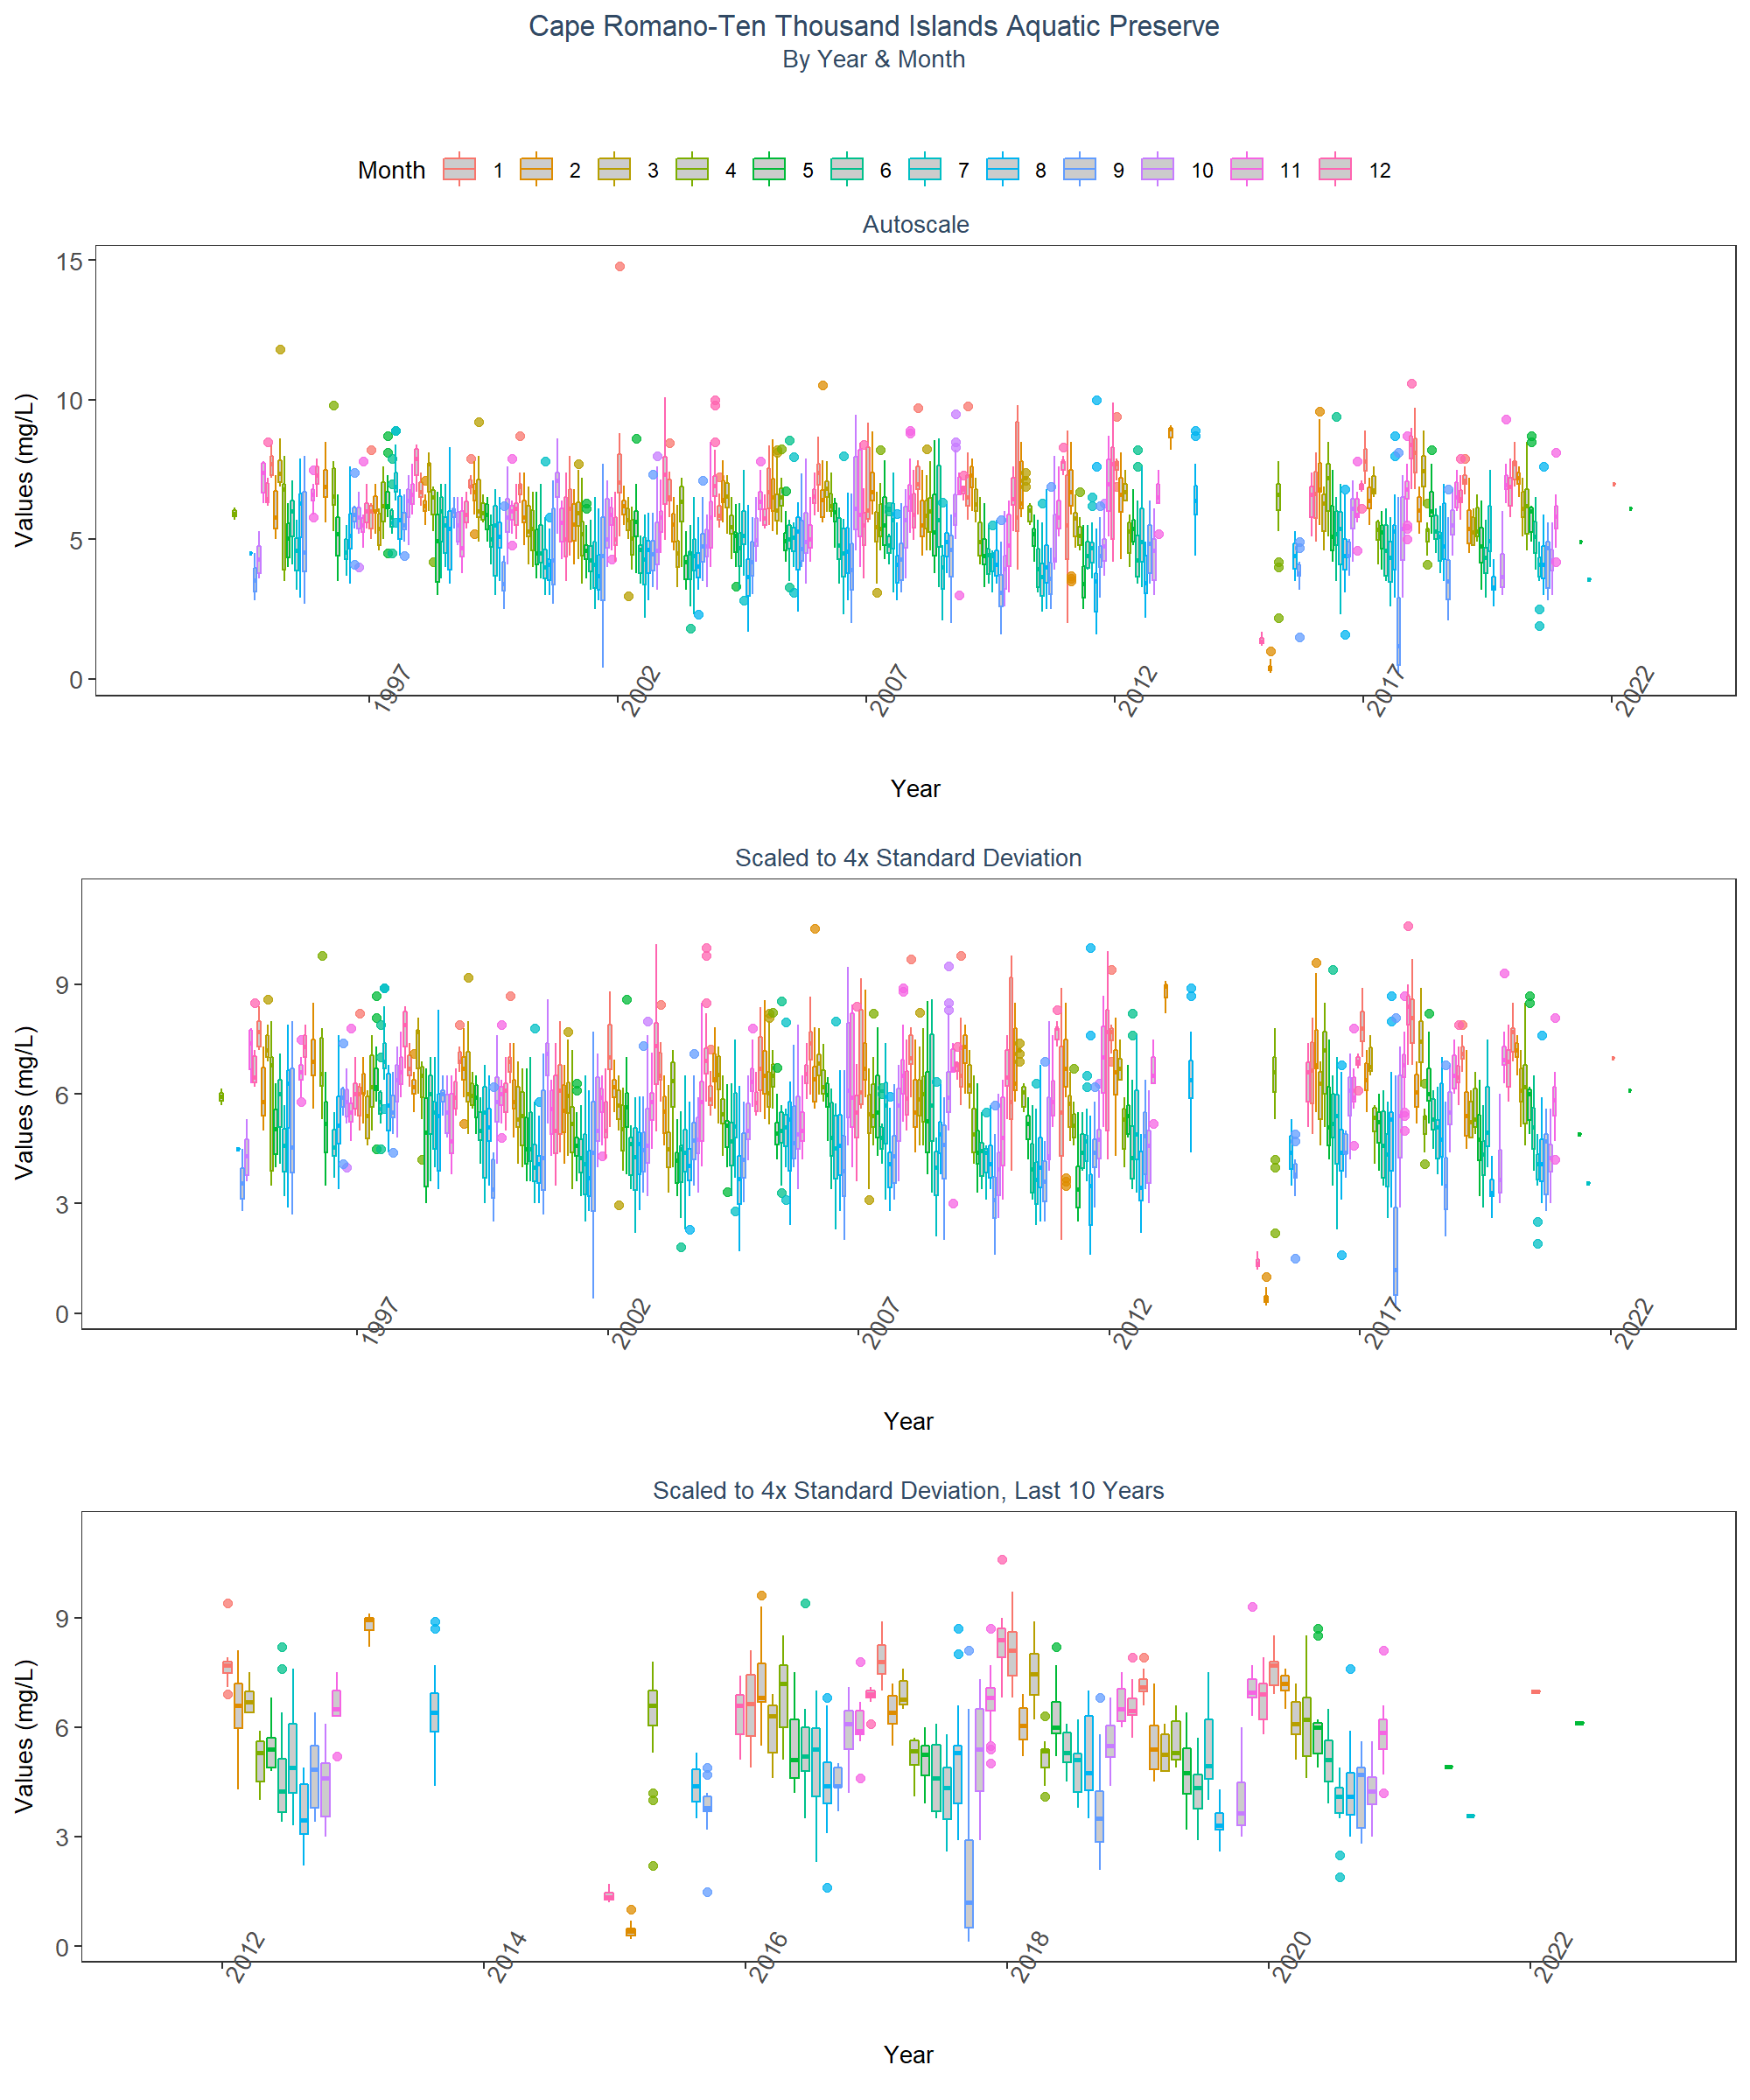 Cape Romano-Ten Thousand Islands Aquatic Preserve
By Year & Month
Month 1 2 3 4 5 6 7 8 9 10 11 12
Autoscale
Values (mg/L)
15
10
5
0
1997 2002 2007 2012 2017 2022
Year
Scaled to 4x Standard Deviation
Values (mg/L)
9
6
3
0
1997 2002 2007 2012 2017 2022
Year
Scaled to 4x Standard Deviation, Last 10 Years
Values (mg/L)
9
6
3
0
2012 2014 2016 2018 2020 2022
Year